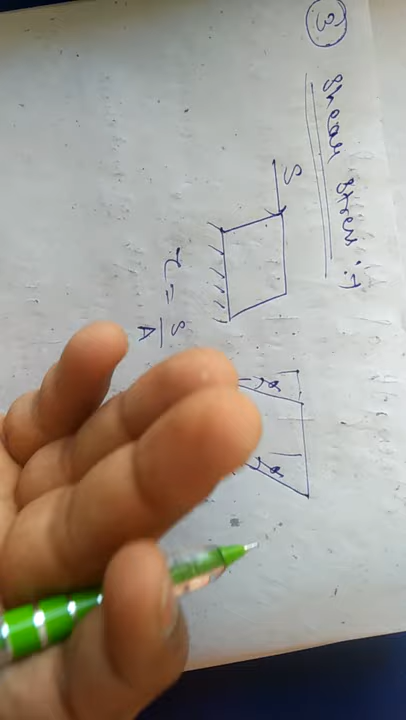 ③ Shear Stress :-
S
τ = S/A
φ φ